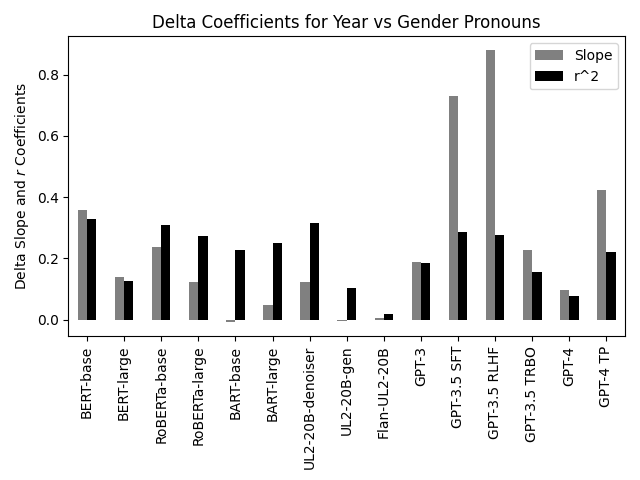 Delta Coefficients for Year vs Gender Pronouns
Slope
r^2
Delta Slope and r Coefficients
0.8
0.6
0.4
0.2
0.0
BERT-base
BERT-large
RoBERTa-base
RoBERTa-large
BART-base
BART-large
UL2-20B-denoiser
UL2-20B-gen
Flan-UL2-20B
GPT-3
GPT-3.5 SFT
GPT-3.5 RLHF
GPT-3.5 TRBO
GPT-4
GPT-4 TP